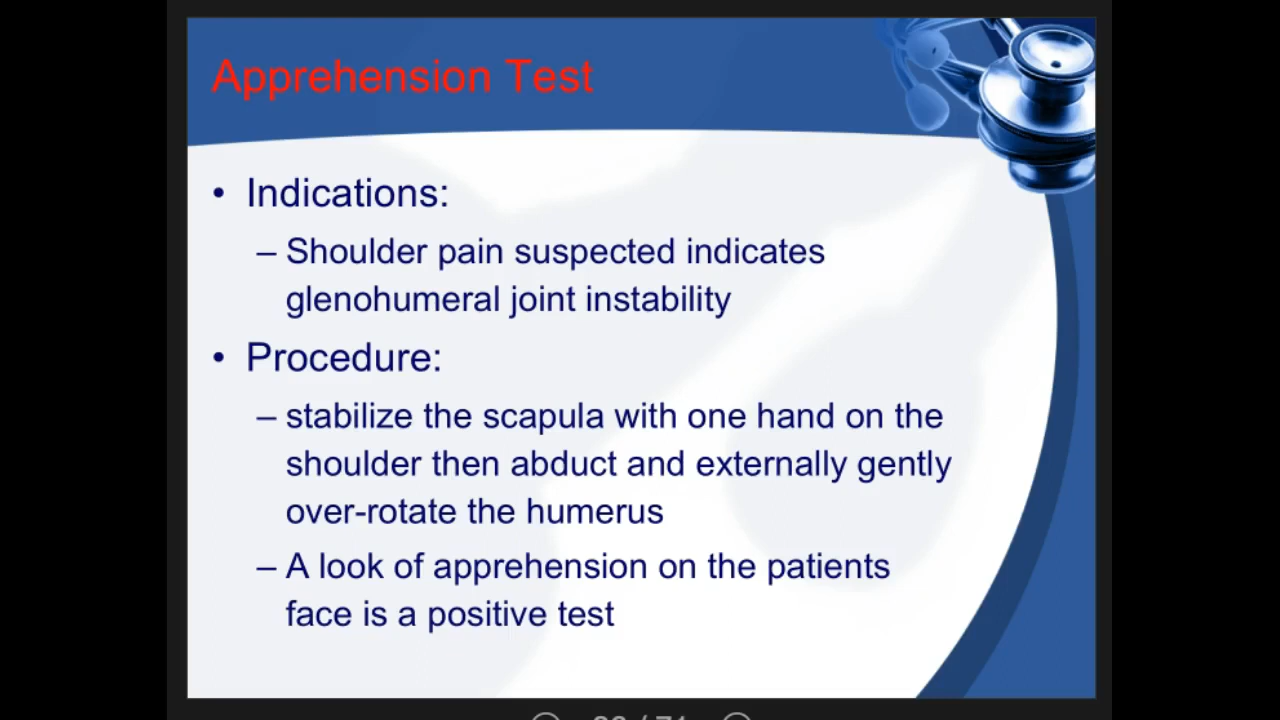 Apprehension Test
• Indications:
– Shoulder pain suspected indicates
glenohumeral joint instability
• Procedure:
– stabilize the scapula with one hand on the
shoulder then abduct and externally gently
over-rotate the humerus
– A look of apprehension on the patients
face is a positive test